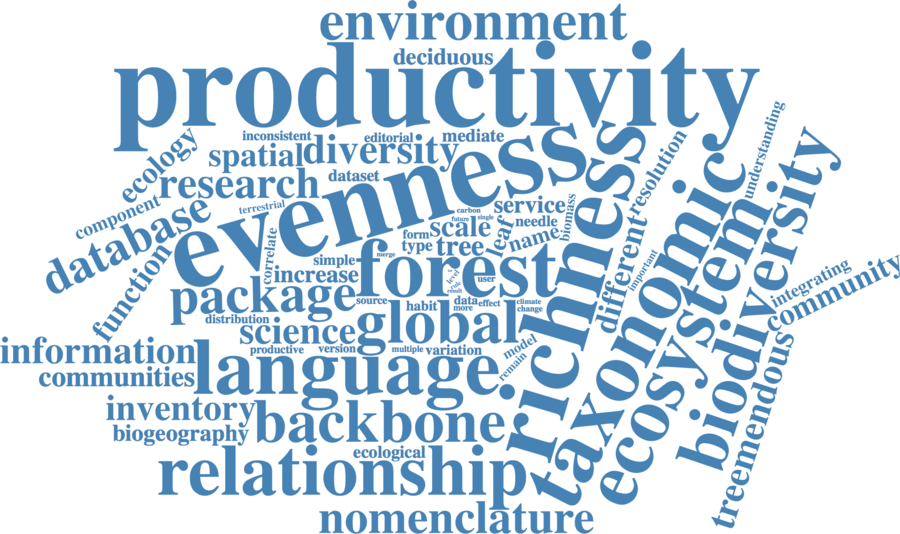 environment
deciduous
productivity
inconsistent
editorial
mediate
ecology
spatial
diversity
understanding
research
dataset
evenness
resolution
component
terrestrial
service
biomass
database
carbon
future
single
needle
leaf
name
form
scale
type
tree
function
correlate
simple
merge
increase
forest
level
role
result
user
different
important
richness
taxonomic
ecosystem
biodiversity
integrating
community
package
source
habit
data
more
effect
climate
change
distribution
science
global
information
productive
version
multiple
variation
model
remain
communities
language
treemendous
inventory
backbone
biogeography
ecological
relationship
nomenclature